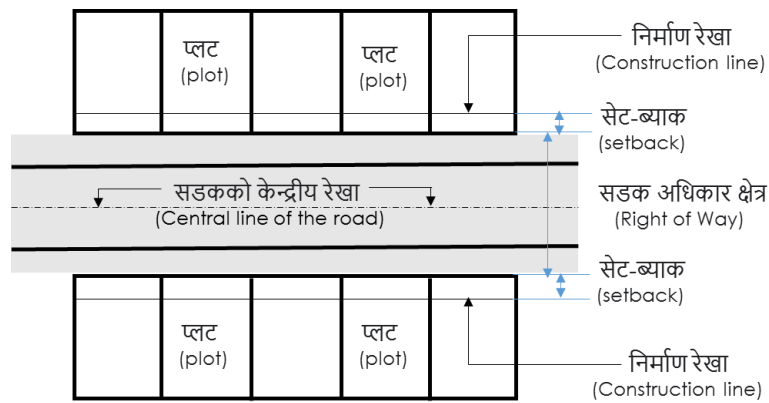 प्लट
(plot)
प्लट
(plot)
निर्माण रेखा
(Construction line)
सेट-ब्याक
(setback)
सडकको केन्द्रीय रेखा
(Central line of the road)
सडक अधिकार क्षेत्र
(Right of Way)
सेट-ब्याक
(setback)
प्लट
(plot)
प्लट
(plot)
निर्माण रेखा
(Construction line)